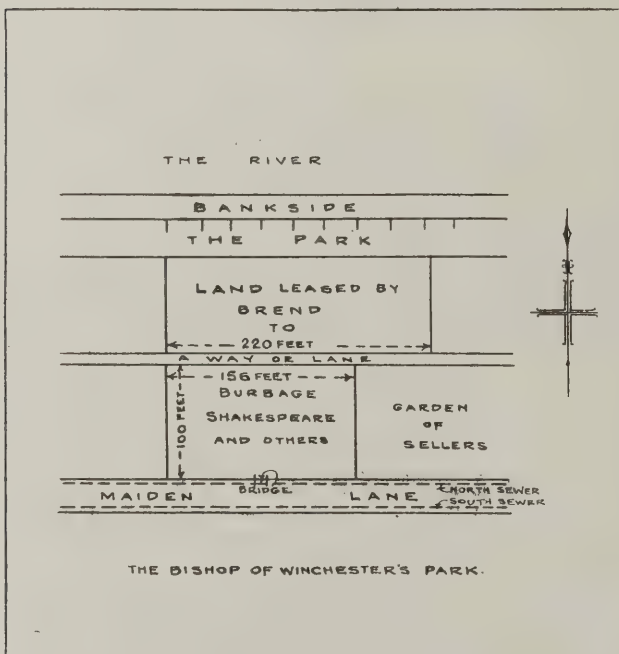 THE RIVER
BANKSIDE
THE PARK
LAND LEASED BY
BREND
TO
220 FEET
A WAY OR LANE
156 FEET
100 FEET
BURBAGE
SHAKESPEARE
AND OTHERS
GARDEN
OF
SELLERS
BRIDGE
MAIDEN LANE
NORTH SEWER
SOUTH SEWER
THE BISHOP OF WINCHESTER'S PARK.